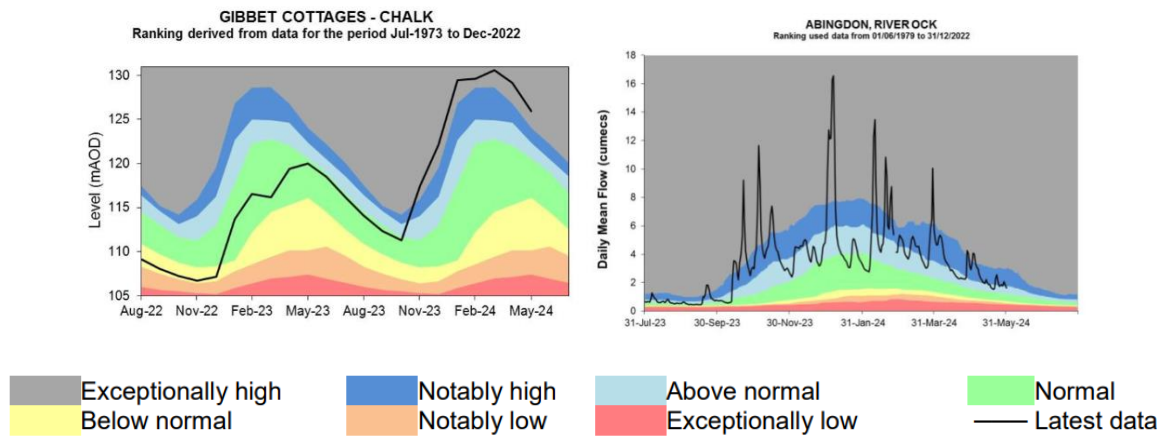 GIBBET COTTAGES - CHALK
Ranking derived from data for the period Jul-1973 to Dec-2022
Level (mAOD)
130
125
120
115
110
105
Aug-22 Nov-22 Feb-23 May-23 Aug-23 Nov-23 Feb-24 May-24
ABINGDON, RIVER OCK
Ranking used data from 01/06/1979 to 31/12/2022
Daily Mean Flow (cumecs)
18
16
14
12
10
8
6
4
2
0
31-Jul-23 30-Sep-23 30-Nov-23 31-Jan-24 31-Mar-24 31-May-24
Exceptionally high Notably high Above normal Normal
Below normal Notably low Exceptionally low Latest data